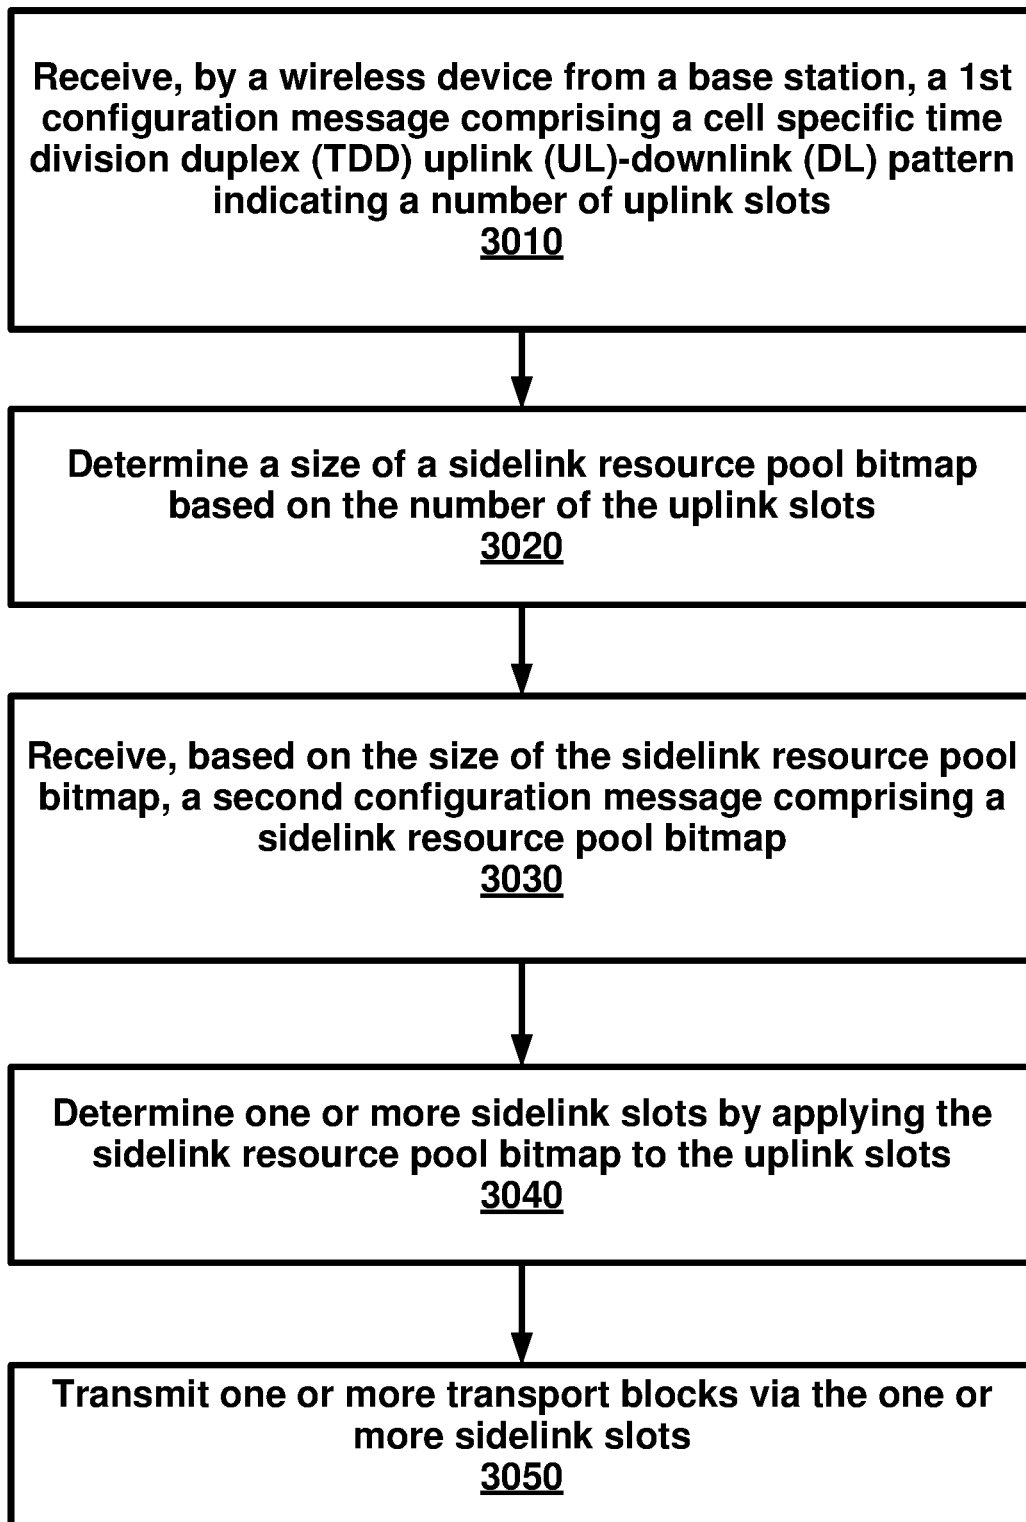 Receive, by a wireless device from a base station, a 1st
configuration message comprising a cell specific time
division duplex (TDD) uplink (UL)-downlink (DL) pattern
indicating a number of uplink slots
3010
Determine a size of a sidelink resource pool bitmap
based on the number of the uplink slots
3020
Receive, based on the size of the sidelink resource pool
bitmap, a second configuration message comprising a
sidelink resource pool bitmap
3030
Determine one or more sidelink slots by applying the
sidelink resource pool bitmap to the uplink slots
3040
Transmit one or more transport blocks via the one or
more sidelink slots
3050